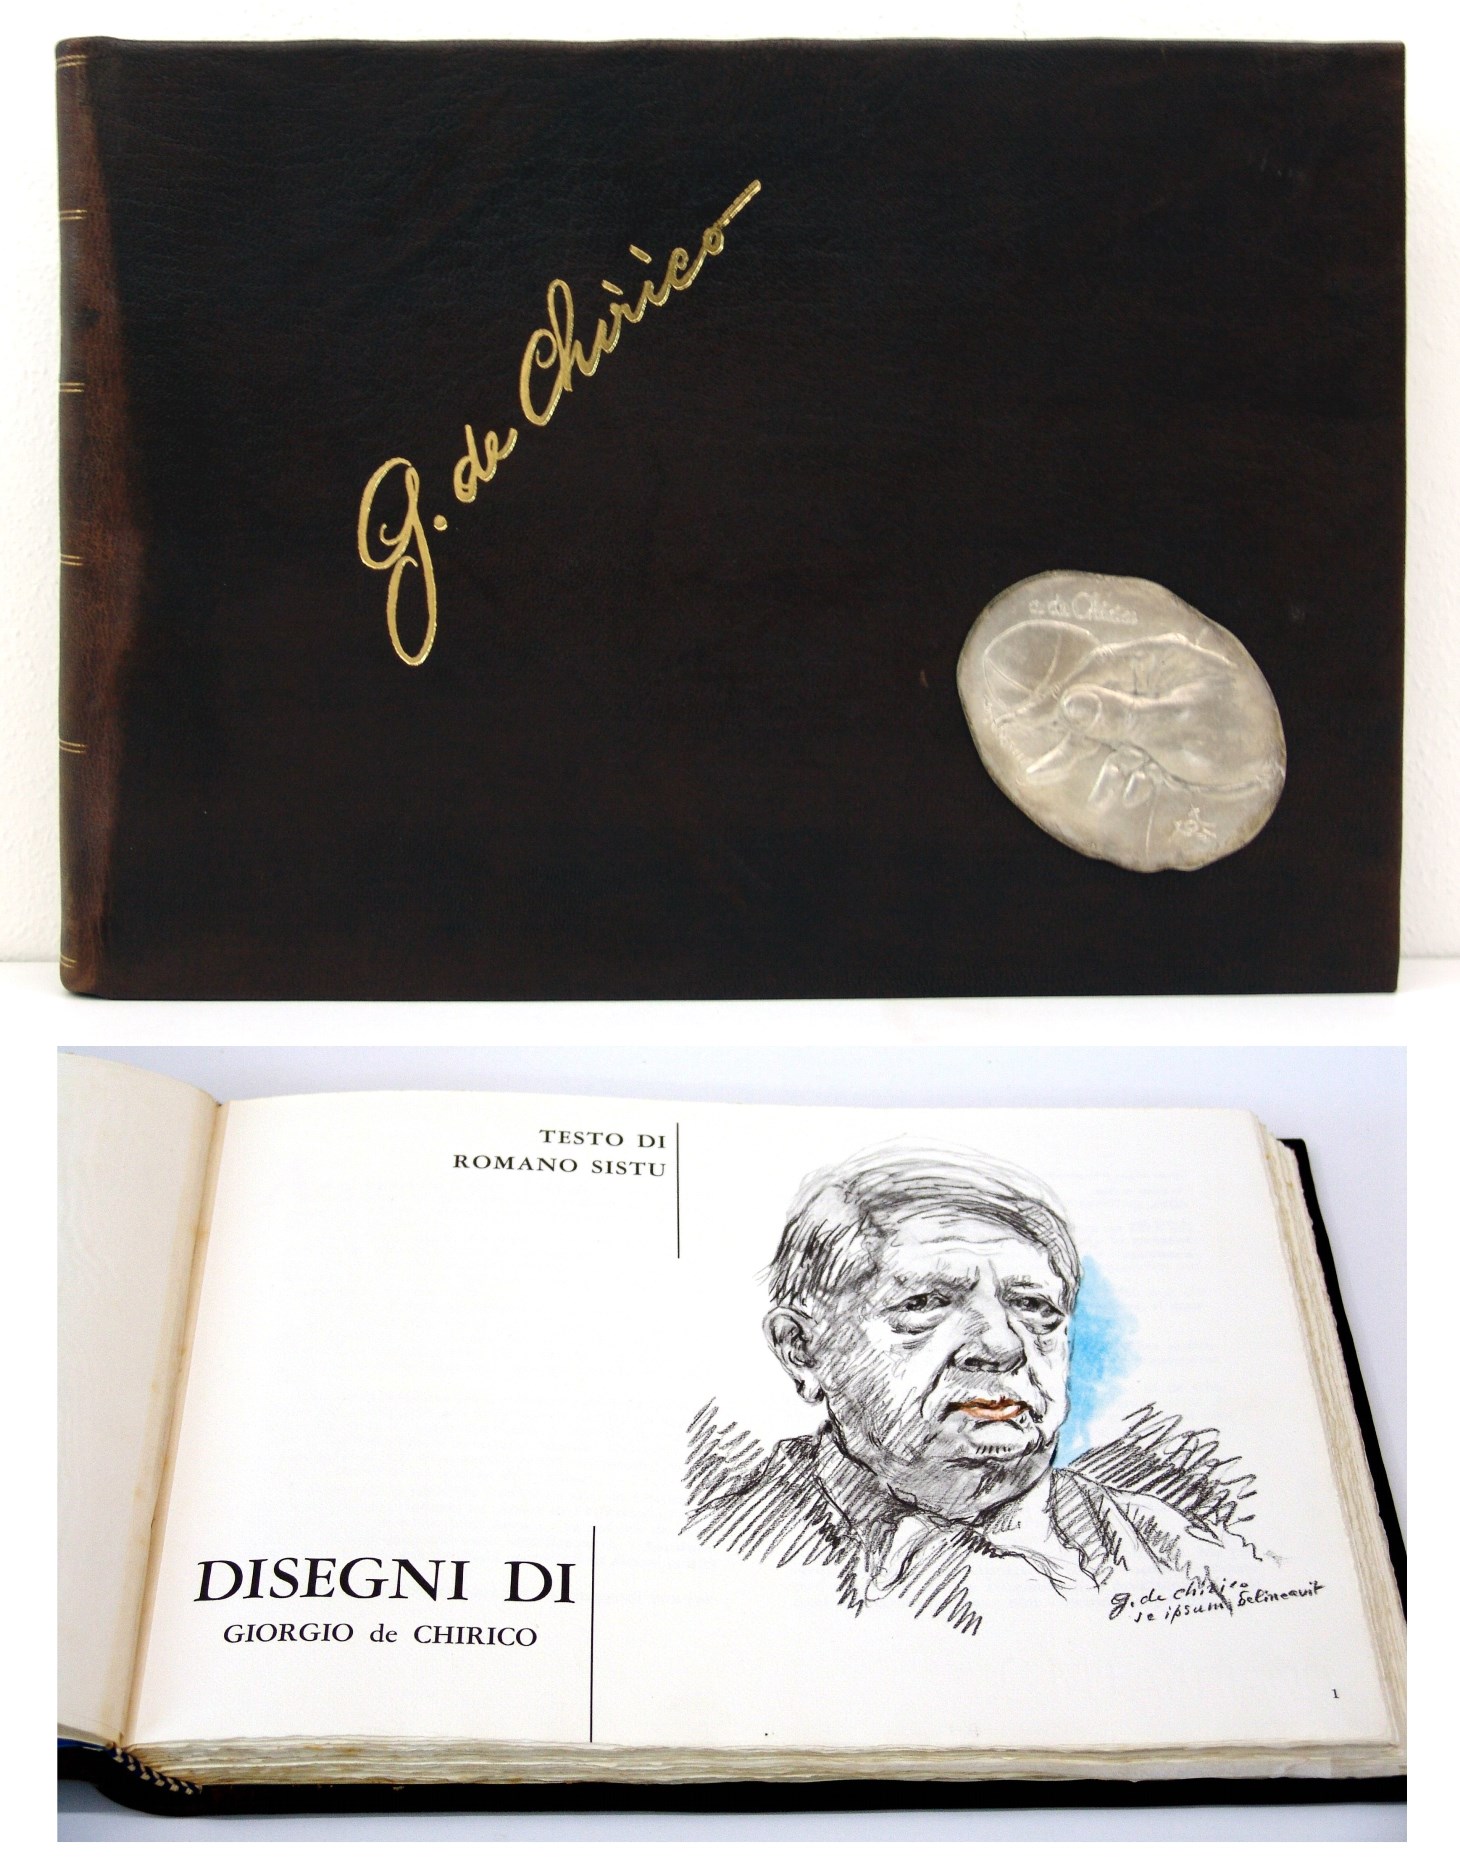 g. de Chirico
g. de Chirico
TESTO DI
ROMANO SISTU
DISEGNI DI
GIORGIO de CHIRICO
g. de chirico
se ipsum delineavit
1